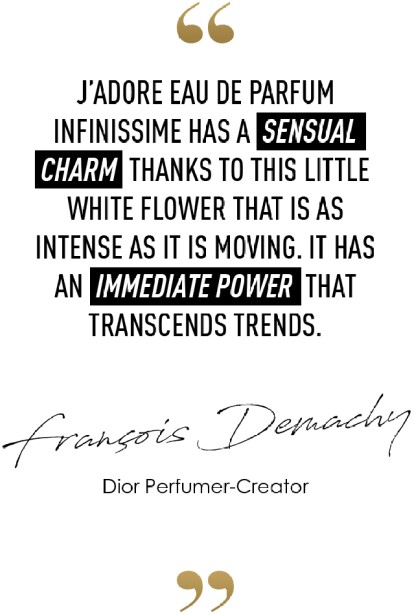 “
J’ADORE EAU DE PARFUM
INFINISSIME HAS A SENSUAL
CHARM THANKS TO THIS LITTLE
WHITE FLOWER THAT IS AS
INTENSE AS IT IS MOVING. IT HAS
AN IMMEDIATE POWER THAT
TRANSCENDS TRENDS.
François Demachy
Dior Perfumer-Creator
”